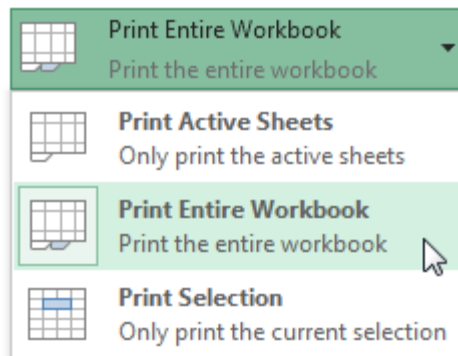 Print Entire Workbook
Print the entire workbook
Print Active Sheets
Only print the active sheets
Print Entire Workbook
Print the entire workbook
Print Selection
Only print the current selection